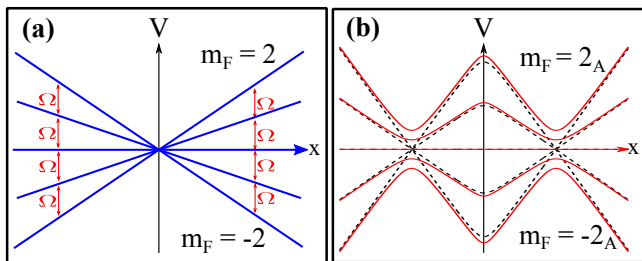 (a)
V
m_F = 2
Ω
Ω
Ω
Ω
x
Ω
Ω
Ω
Ω
m_F = -2
(b)
V
m_F = 2_A
x
m_F = -2_A